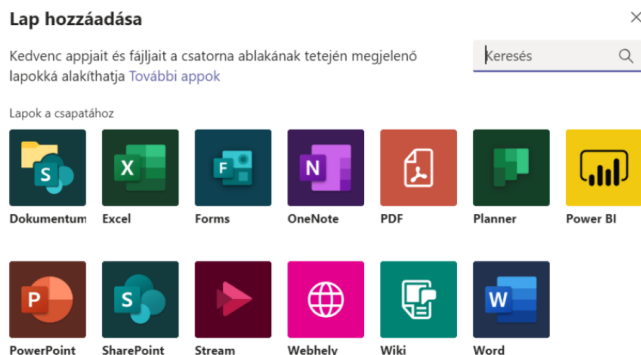 Lap hozzáadása
Kedvenc appjait és fájljait a csatorna ablakának tetején megjelenő
lapokká alakíthatja További appok
Keresés
Lapok a csapatához
Dokumentum Excel Forms OneNote PDF Planner Power BI
PowerPoint SharePoint Stream Webhely Wiki Word